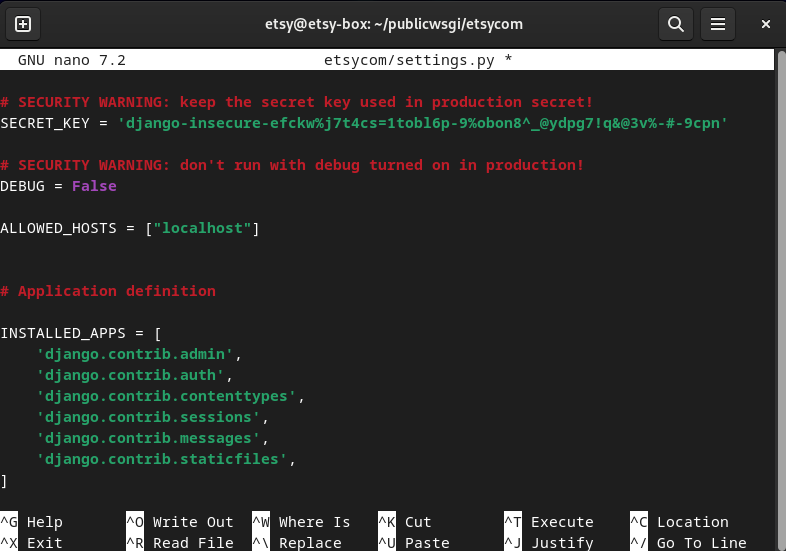 etsy@etsy-box: ~/publicwsgi/etsycom
GNU nano 7.2 etsycom/settings.py *
# SECURITY WARNING: keep the secret key used in production secret!
SECRET_KEY = 'django-insecure-efckw%j7t4cs=1tobl6p-9%obon8^_@ydpg7!q&@3v%-#-9cpn'
# SECURITY WARNING: don't run with debug turned on in production!
DEBUG = False
ALLOWED_HOSTS = ["localhost"]
# Application definition
INSTALLED_APPS = [
    'django.contrib.admin',
    'django.contrib.auth',
    'django.contrib.contenttypes',
    'django.contrib.sessions',
    'django.contrib.messages',
    'django.contrib.staticfiles',
]
^G Help ^O Write Out ^W Where Is ^K Cut ^T Execute ^C Location
^X Exit ^R Read File ^\ Replace ^U Paste ^J Justify ^/ Go To Line